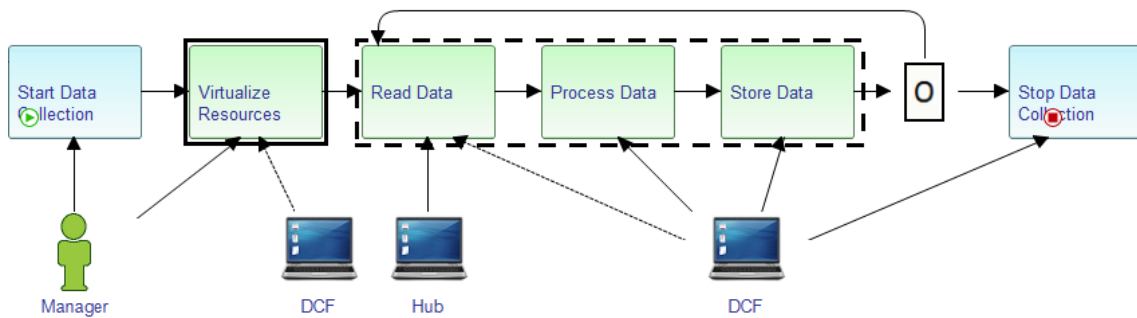 Start Data
Collection
Virtualize
Resources
Read Data
Process Data
Store Data
O
Stop Data
Collection
Manager
DCF
Hub
DCF